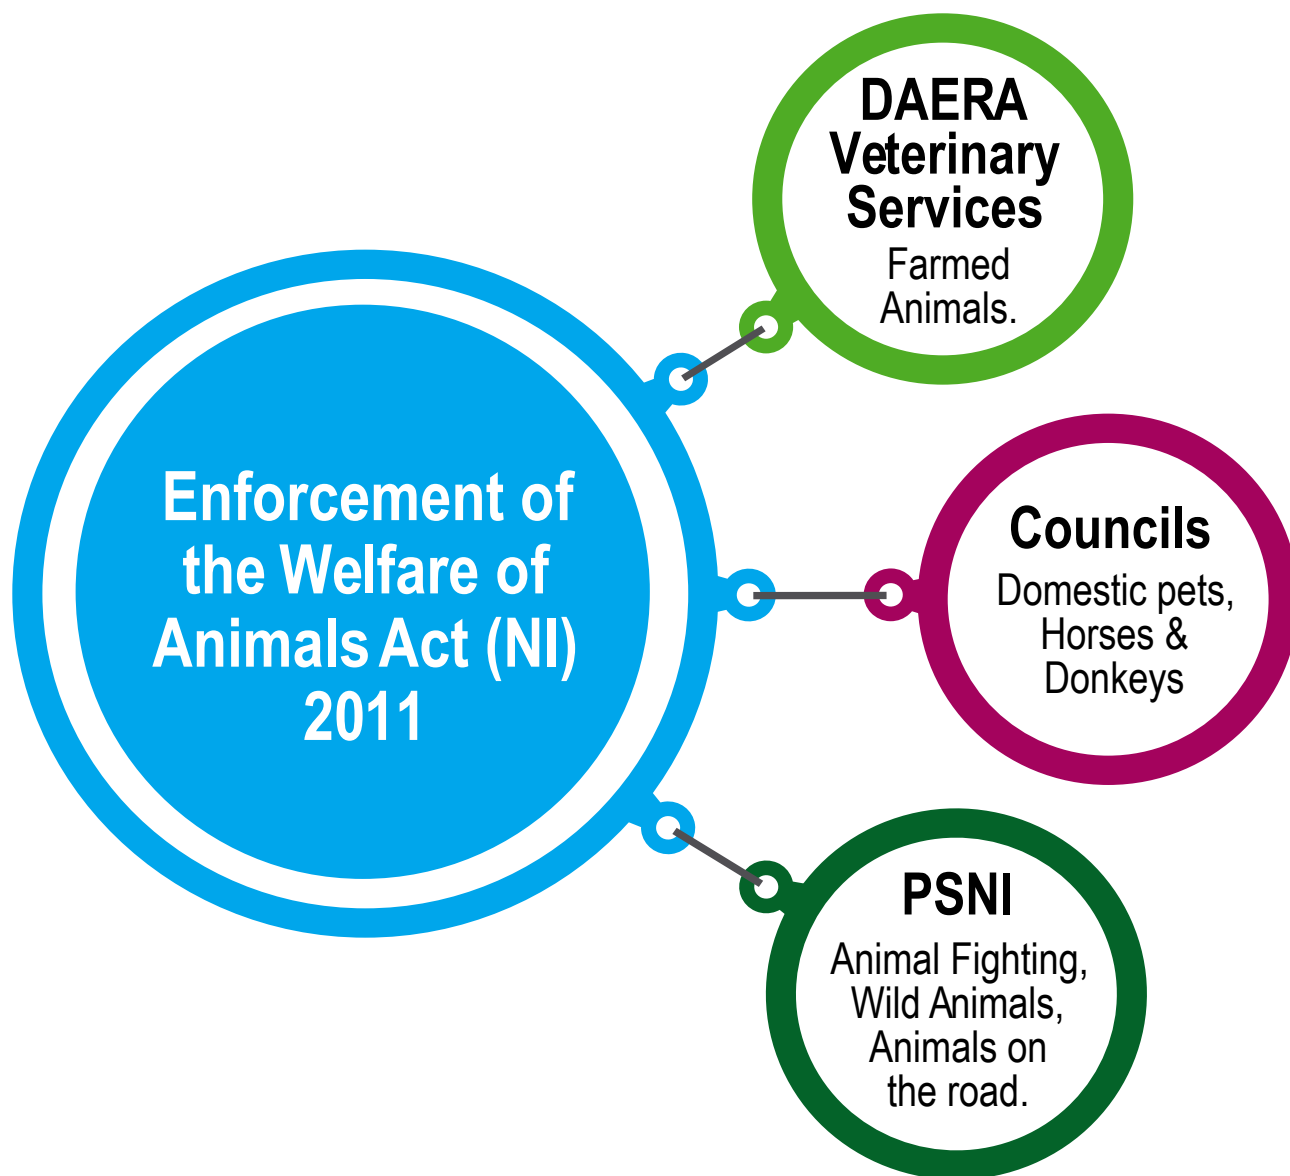 Enforcement of
the Welfare of
Animals Act (NI)
2011
DAERA
Veterinary
Services
Farmed
Animals.
Councils
Domestic pets,
Horses &
Donkeys
PSNI
Animal Fighting,
Wild Animals,
Animals on
the road.